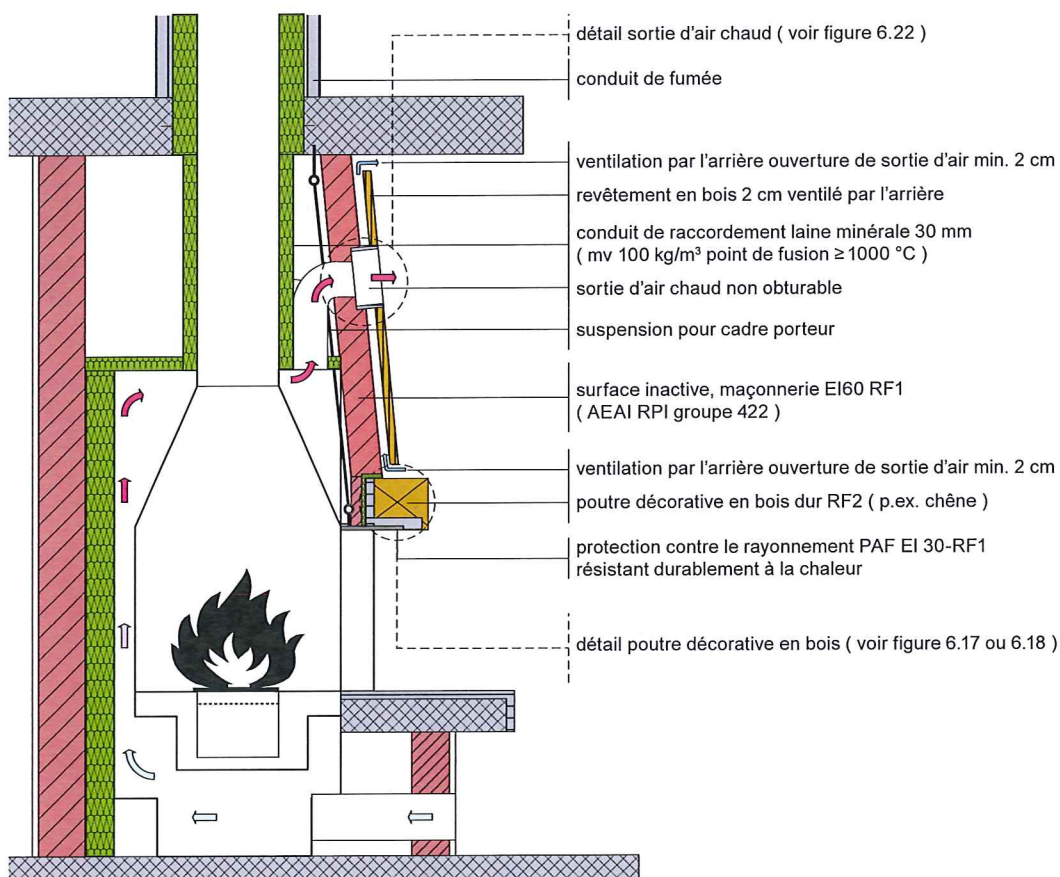 détail sortie d'air chaud ( voir figure 6.22 )
conduit de fumée
ventilation par l'arrière ouverture de sortie d'air min. 2 cm
revêtement en bois 2 cm ventilé par l'arrière
conduit de raccordement laine minérale 30 mm
( mv 100 kg/m³ point de fusion ≥ 1000 °C )
sortie d'air chaud non obturable
suspension pour cadre porteur
surface inactive, maçonnerie EI60 RF1
( AEAI RPI groupe 422 )
ventilation par l'arrière ouverture de sortie d'air min. 2 cm
poutre décorative en bois dur RF2 ( p.ex. chêne )
protection contre le rayonnement PAF EI 30-RF1
résistant durablement à la chaleur
détail poutre décorative en bois ( voir figure 6.17 ou 6.18 )